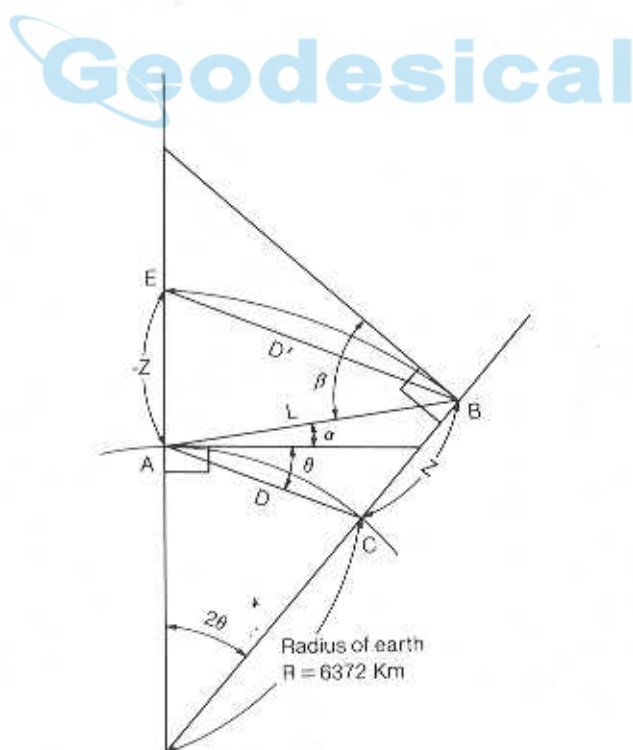 Geodesical
E
D'
-Z
β
L
α
B
A
θ
Z
D
C
2θ
Radius of earth
R = 6372 Km